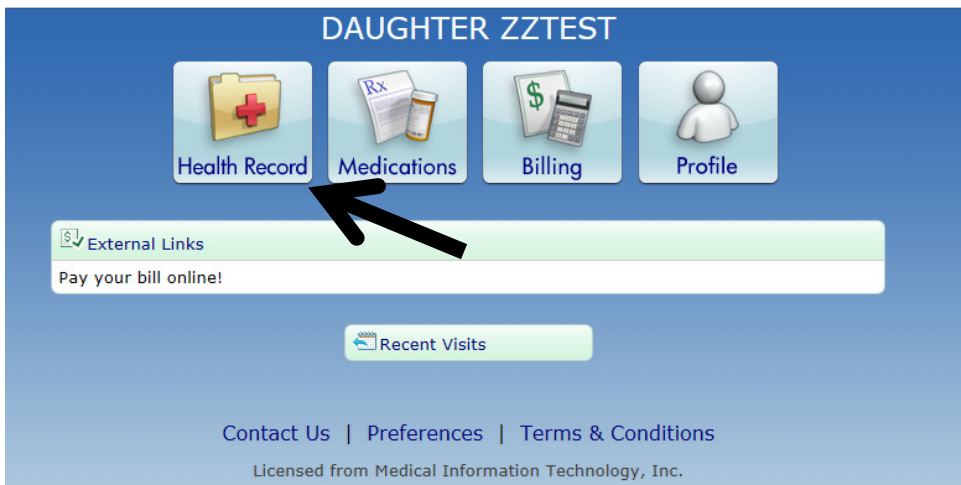 DAUGHTER ZZTEST
Rx
$
Health Record Medications Billing Profile
$ External Links
Pay your bill online!
Recent Visits
Contact Us | Preferences | Terms & Conditions
Licensed from Medical Information Technology, Inc.